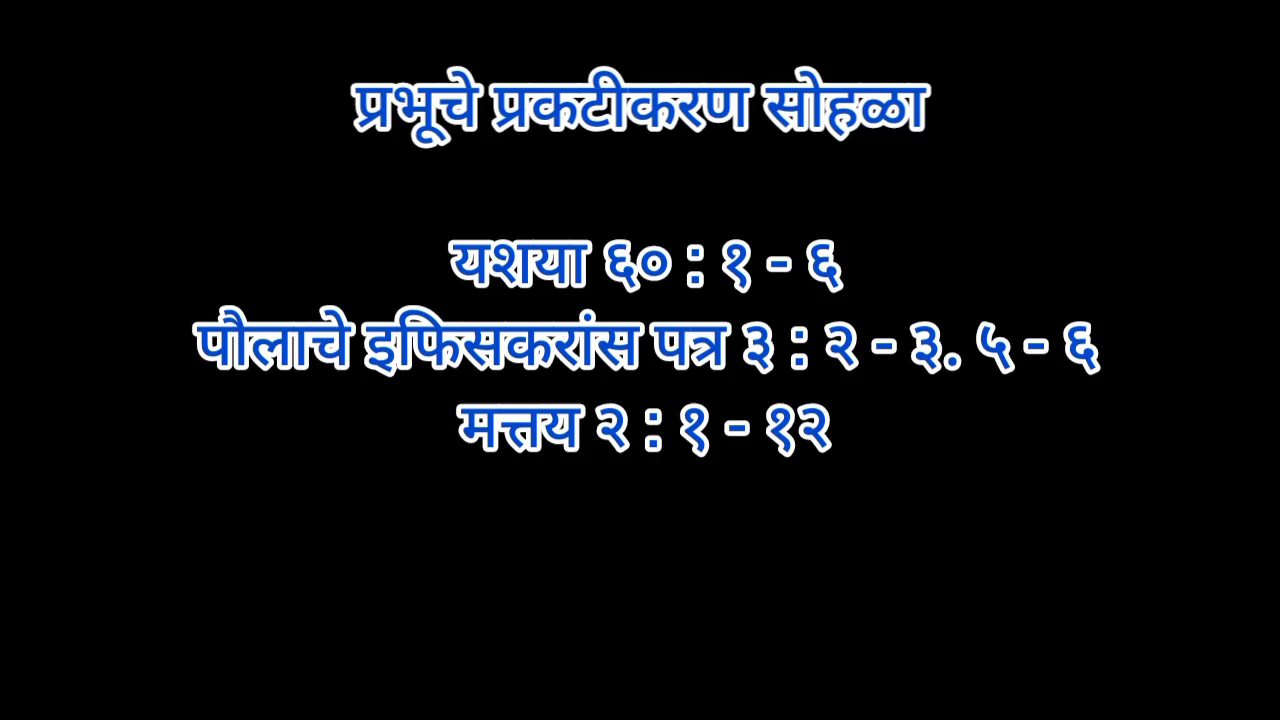 प्रभूचे प्रकटीकरण सोहळा
यशया ६० : १ - ६
पौलाचे इफिसकरांस पत्र ३ : २ - ३. ५ - ६
मत्तय २ : १ - १२